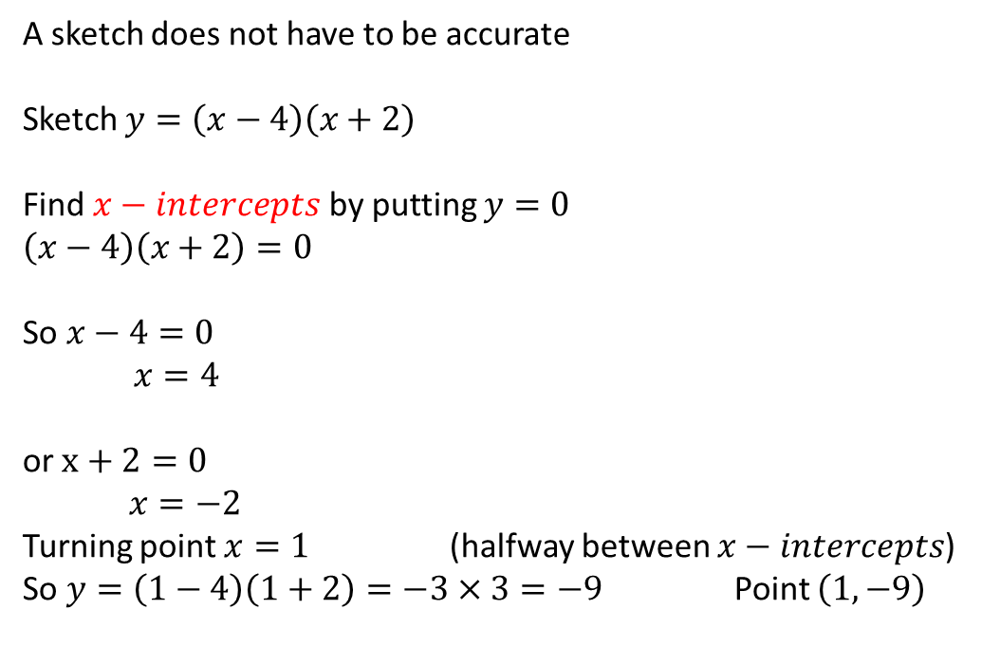 A sketch does not have to be accurate
Sketch y = (x − 4)(x + 2)
Find x − intercepts by putting y = 0
(x − 4)(x + 2) = 0
So x − 4 = 0
x = 4
or x + 2 = 0
x = −2
Turning point x = 1 (halfway between x − intercepts)
So y = (1 − 4)(1 + 2) = −3 × 3 = −9 Point (1, −9)